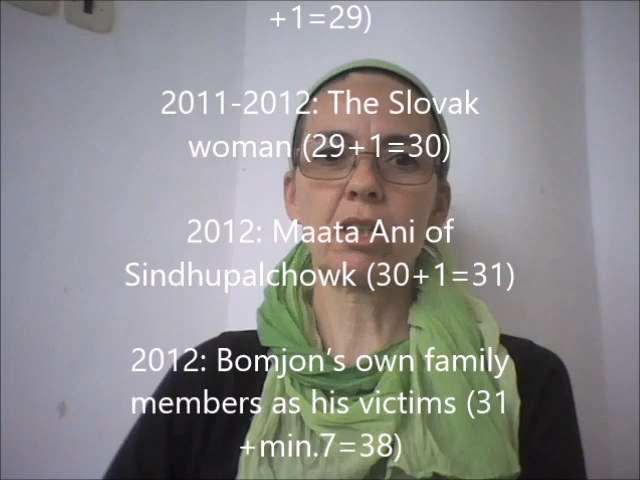 +1=29)
2011-2012: The Slovak
woman (29+1=30)
2012: Maata Ani of
Sindhupalchowk (30+1=31)
2012: Bomjon’s own family
members as his victims (31
+min.7=38)